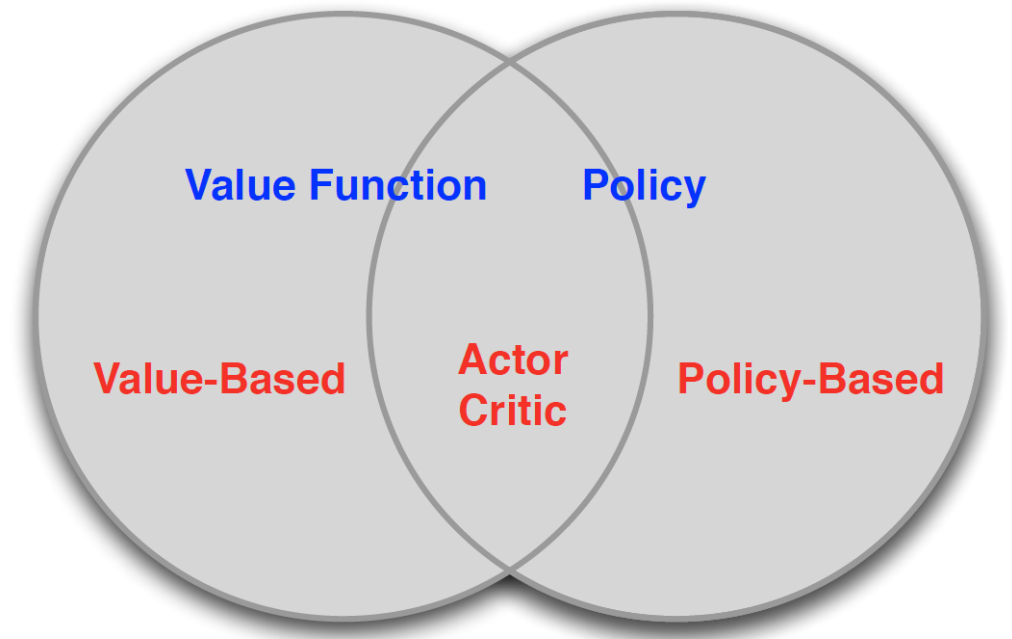 Value Function
Policy
Value-Based
Actor
Critic
Policy-Based